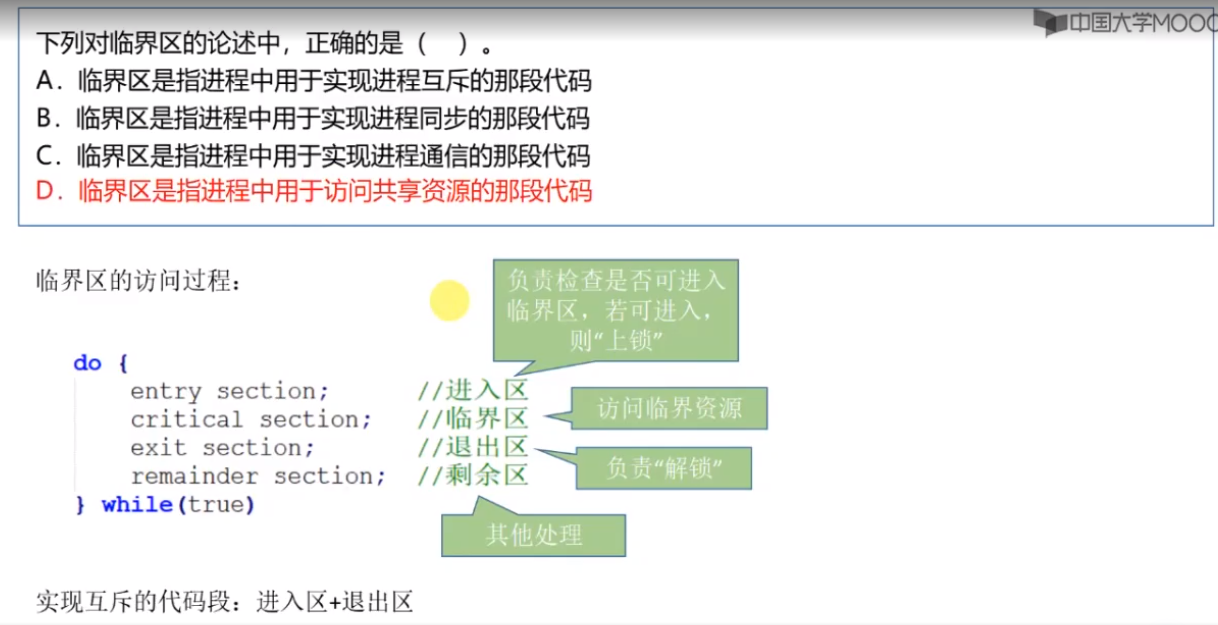 中国大学MOOC
下列对临界区的论述中，正确的是（　）。
A．临界区是指进程中用于实现进程互斥的那段代码
B．临界区是指进程中用于实现进程同步的那段代码
C．临界区是指进程中用于实现进程通信的那段代码
D．临界区是指进程中用于访问共享资源的那段代码
临界区的访问过程：
负责检查是否可进入
临界区，若可进入，
则“上锁”
do {
entry section; //进入区
critical section; //临界区
访问临界资源
exit section; //退出区
负责“解锁”
remainder section; //剩余区
} while(true)
其他处理
实现互斥的代码段：进入区+退出区